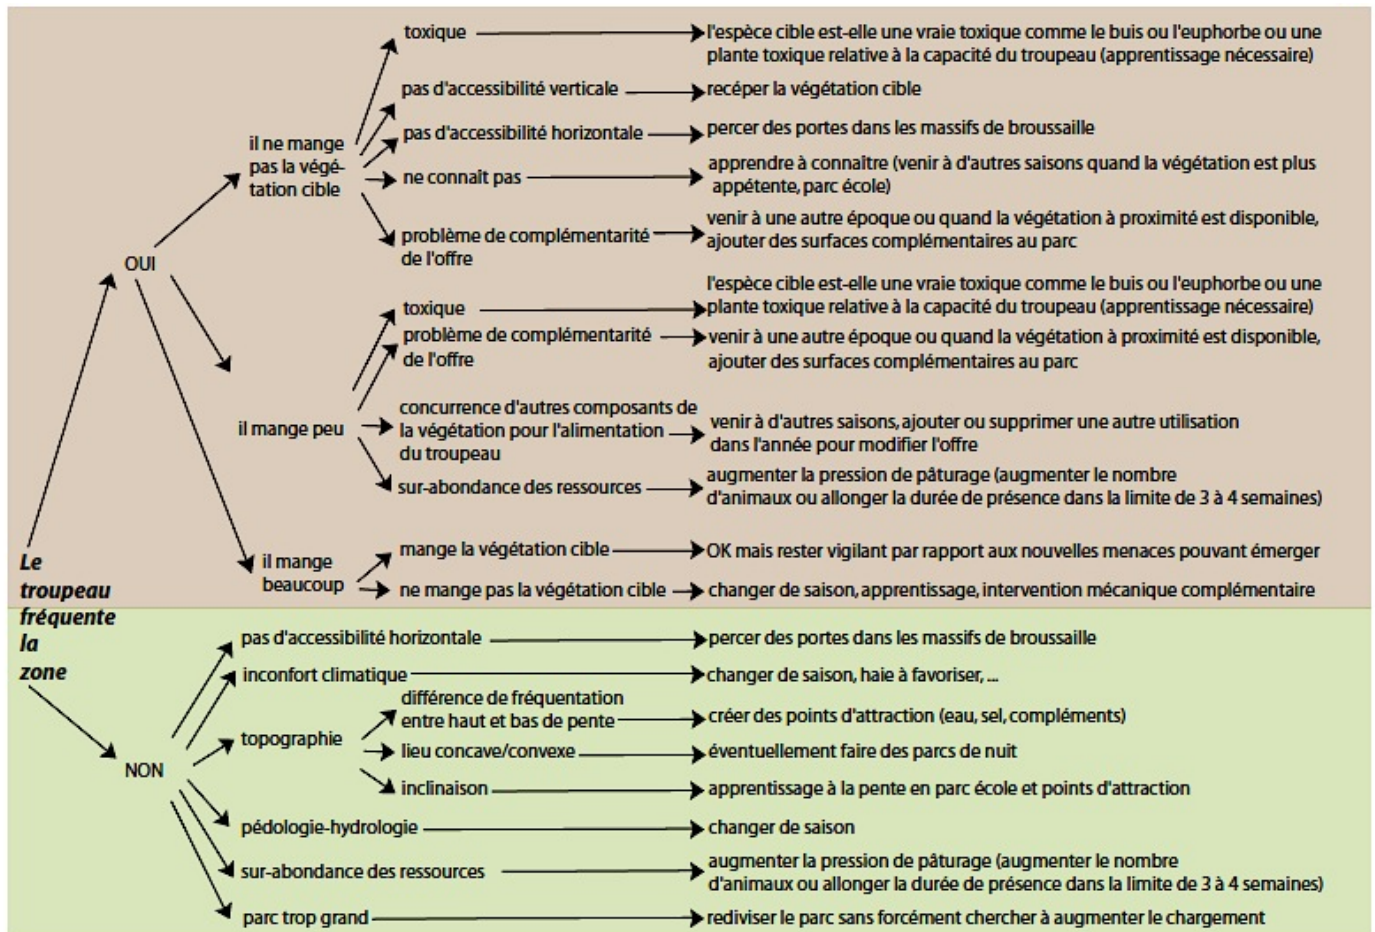 toxique
l'espèce cible est-elle une vraie toxique comme le buis ou l'euphorbe ou une
plante toxique relative à la capacité du troupeau (apprentissage nécessaire)
pas d'accessibilité verticale
recéper la végétation cible
il ne mange
pas la végé-
tation cible
pas d'accessibilité horizontale
percer des portes dans les massifs de broussaille
ne connaît pas
apprendre à connaître (venir à d'autres saisons quand la végétation est plus
appétente, parc école)
problème de complémentarité
de l'offre
venir à une autre époque ou quand la végétation à proximité est disponible,
ajouter des surfaces complémentaires au parc
OUI
toxique
l'espèce cible est-elle une vraie toxique comme le buis ou l'euphorbe ou une
plante toxique relative à la capacité du troupeau (apprentissage nécessaire)
problème de complémentarité
de l'offre
venir à une autre époque ou quand la végétation à proximité est disponible,
ajouter des surfaces complémentaires au parc
il mange peu
concurrence d'autres composants de
la végétation pour l'alimentation
du troupeau
venir à d'autres saisons, ajouter ou supprimer une autre utilisation
dans l'année pour modifier l'offre
sur-abondance des ressources
augmenter la pression de pâturage (augmenter le nombre
d'animaux ou allonger la durée de présence dans la limite de 3 à 4 semaines)
il mange
beaucoup
mange la végétation cible
OK mais rester vigilant par rapport aux nouvelles menaces pouvant émerger
ne mange pas la végétation cible
changer de saison, apprentissage, intervention mécanique complémentaire
Le
troupeau
fréquente
la
zone
pas d'accessibilité horizontale
percer des portes dans les massifs de broussaille
inconfort climatique
changer de saison, haie à favoriser, ...
topographie
différence de fréquentation
entre haut et bas de pente
créer des points d'attraction (eau, sel, compléments)
lieu concave/convexe
éventuellement faire des parcs de nuit
NON
inclinaison
apprentissage à la pente en parc école et points d'attraction
pédologie-hydrologie
changer de saison
sur-abondance des ressources
augmenter la pression de pâturage (augmenter le nombre
d'animaux ou allonger la durée de présence dans la limite de 3 à 4 semaines)
parc trop grand
rediviser le parc sans forcément chercher à augmenter le chargement